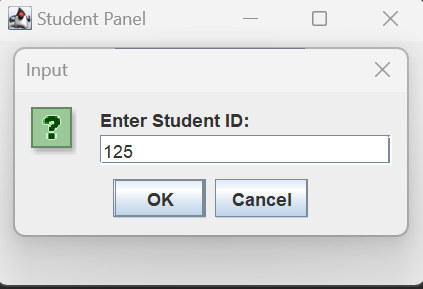 Student Panel
Input
?
Enter Student ID:
125
OK Cancel